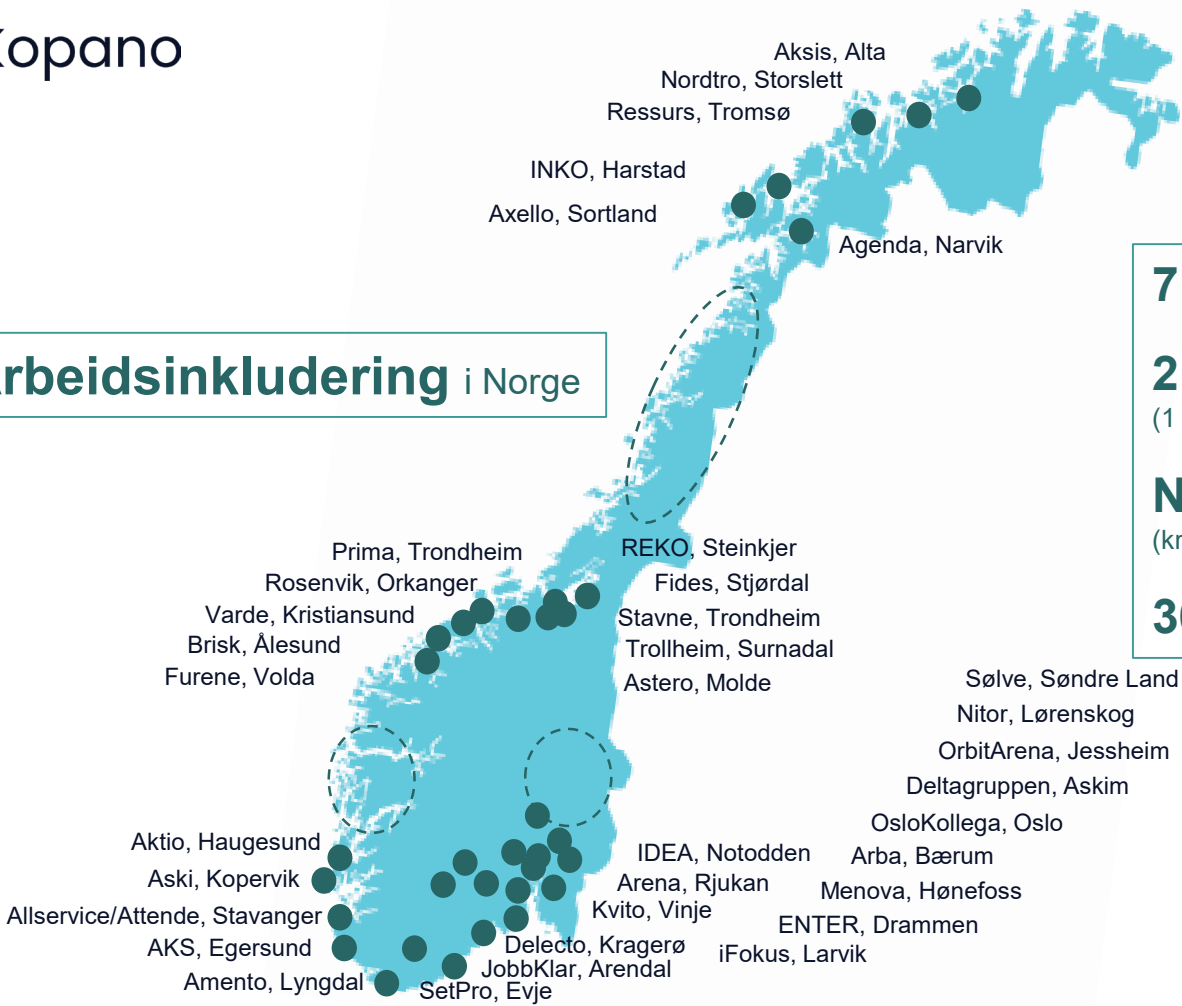 Kopano
Arbeidsinkludering i Norge
Aksis, Alta
Nordtro, Storslett
Ressurs, Tromsø
INKO, Harstad
Axello, Sortland
Agenda, Narvik
7
2
(1
N
(kr
30
Prima, Trondheim
Rosenvik, Orkanger
Varde, Kristiansund
Brisk, Ålesund
Furene, Volda
REKO, Steinkjer
Fides, Stjørdal
Stavne, Trondheim
Trollheim, Surnadal
Astero, Molde
Sølve, Søndre Land
Nitor, Lørenskog
OrbitArena, Jessheim
Deltagruppen, Askim
OsloKollega, Oslo
Arba, Bærum
Menova, Hønefoss
ENTER, Drammen
iFokus, Larvik
IDEA, Notodden
Arena, Rjukan
Kvito, Vinje
Delecto, Kragerø
JobbKlar, Arendal
SetPro, Evje
Aktio, Haugesund
Aski, Kopervik
Allservice/Attende, Stavanger
AKS, Egersund
Amento, Lyngdal